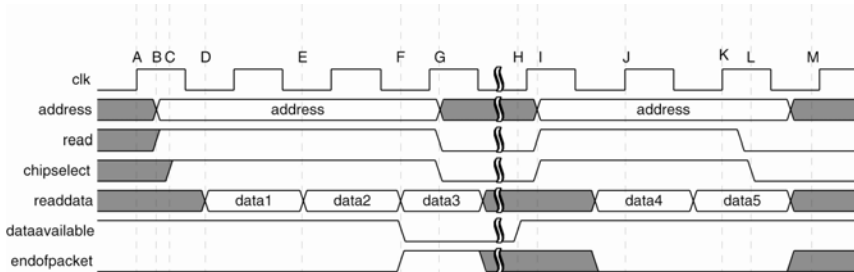 A B C D E F G H I J K L M
clk
address address address
read
chipselect
readdata data1 data2 data3 data4 data5
dataavailable
endofpacket